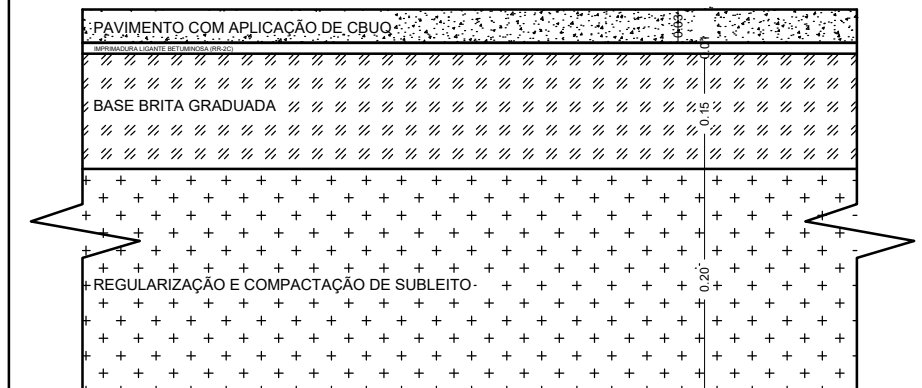 PAVIMENTO COM APLICAÇÃO DE CBUQ
0.03
IMPRIMADURA LIGANTE BETUMINOSA (RR-2C)
0.01
BASE BRITA GRADUADA
0.15
REGULARIZAÇÃO E COMPACTAÇÃO DE SUBLEITO
0.20